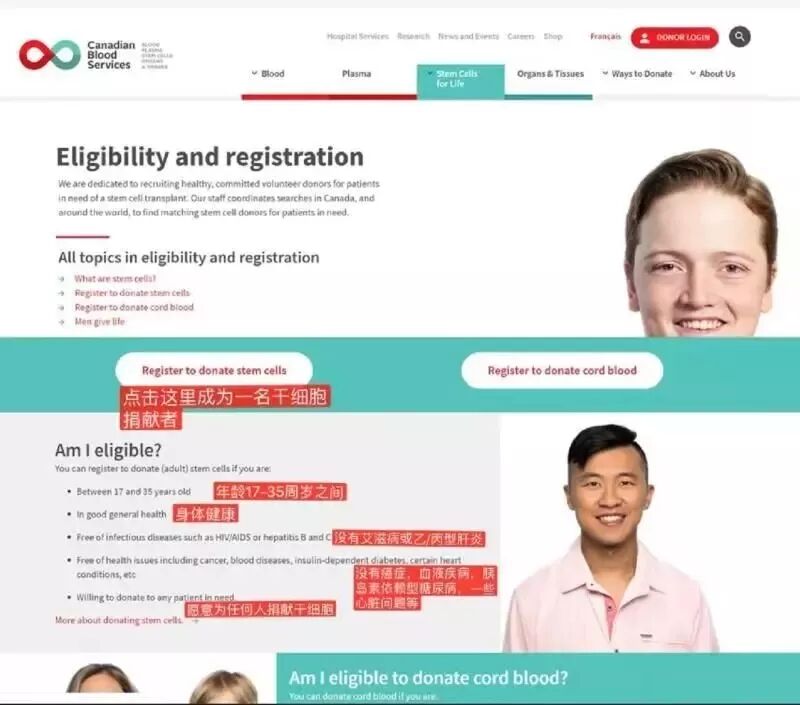 Hospital Services Research News and Events Careers Shop Français DONOR LOGIN
Canadian
Blood
Services
BLOOD
PLASMA
STEM CELLS
ORGANS
& TISSUES
Blood Plasma Stem Cells for Life Organs & Tissues Ways to Donate About Us
Eligibility and registration
We are dedicated to recruiting healthy, committed volunteer donors for patients
in need of a stem cell transplant. Our staff coordinates searches in Canada, and
around the world, to find matching stem cell donors for patients in need.
All topics in eligibility and registration
What are stem cells?
Register to donate stem cells
Register to donate cord blood
Men give life
Register to donate stem cells
Register to donate cord blood
点击这里成为一名干细胞
捐献者
Am I eligible?
You can register to donate (adult) stem cells if you are:
Between 17 and 35 years old 年龄17-35周岁之间
In good general health 身体健康
Free of infectious diseases such as HIV/AIDS or hepatitis B and C 没有艾滋病或乙/丙型肝炎
Free of health issues including cancer, blood diseases, insulin-dependent diabetes, certain heart
conditions, etc
没有癌症，血液疾病，胰
岛素依赖型糖尿病，一些
心脏问题等
Willing to donate to any patient in need
愿意为任何人捐献干细胞
More about donating stem cells.
Am I eligible to donate cord blood?
You can donate cord blood if you are: